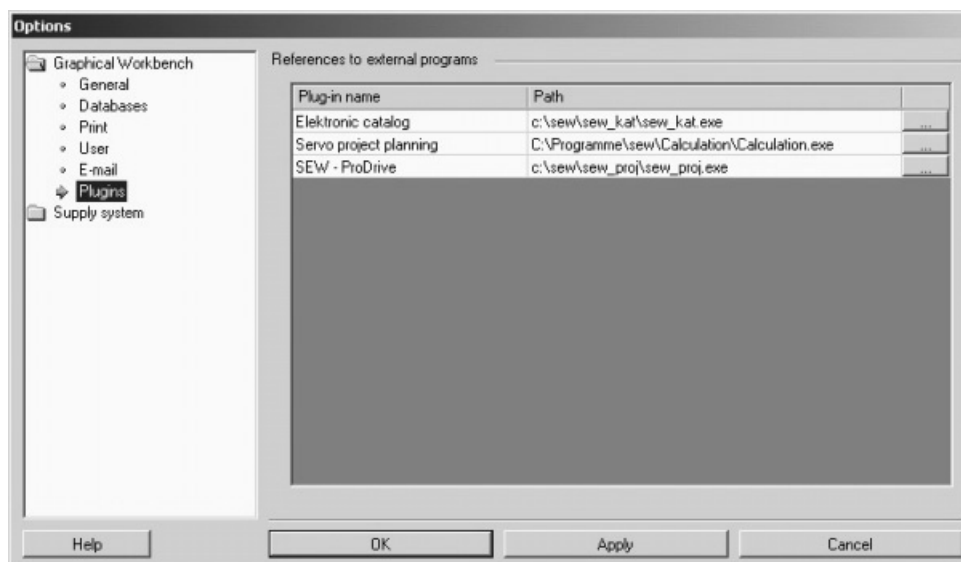 Options
Graphical Workbench
General
Databases
Print
User
E-mail
Plugins
Supply system
References to external programs
Plug-in name Path
Elektronic catalog c:\sew\sew_kat\sew_kat.exe ...
Servo project planning C:\Programme\sew\Calculation\Calculation.exe ...
SEW - ProDrive c:\sew\sew_proj\sew_proj.exe ...
Help OK Apply Cancel